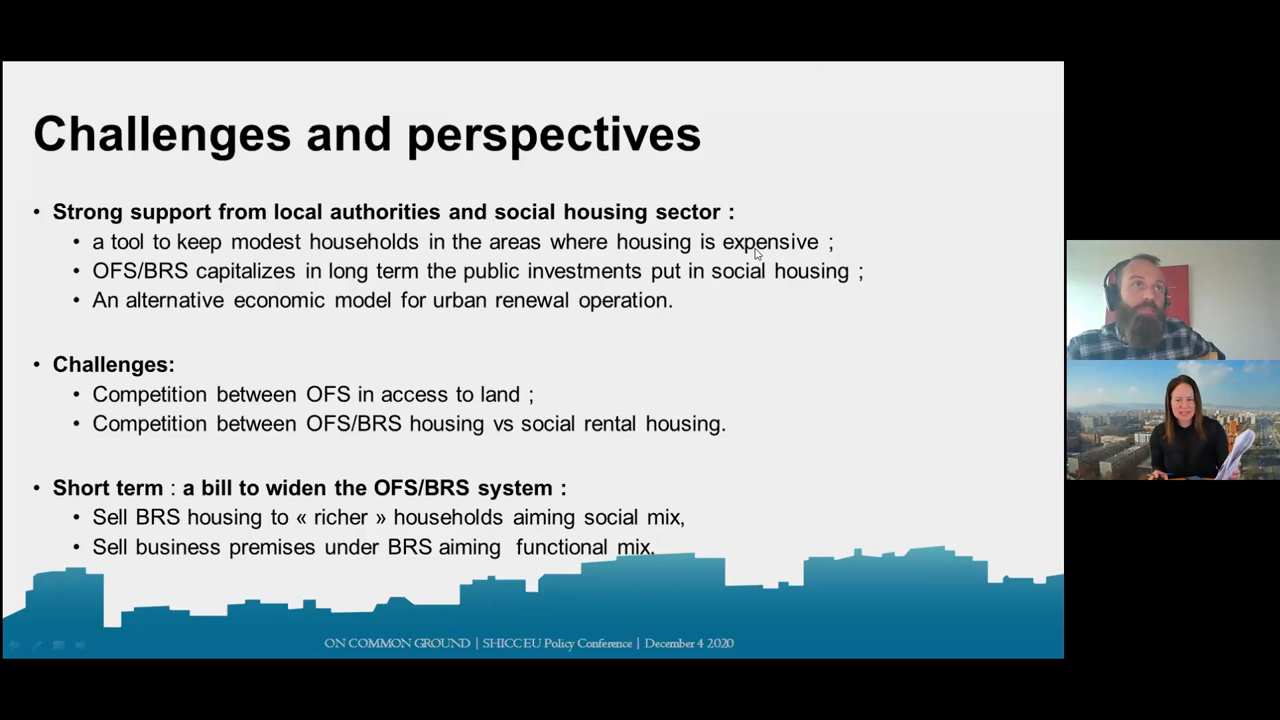 Challenges and perspectives
• Strong support from local authorities and social housing sector :
• a tool to keep modest households in the areas where housing is expensive ;
• OFS/BRS capitalizes in long term the public investments put in social housing ;
• An alternative economic model for urban renewal operation.
• Challenges:
• Competition between OFS in access to land ;
• Competition between OFS/BRS housing vs social rental housing.
• Short term : a bill to widen the OFS/BRS system :
• Sell BRS housing to « richer » households aiming social mix,
• Sell business premises under BRS aiming functional mix.
ON COMMON GROUND | SHICC EU Policy Conference | December 4 2020